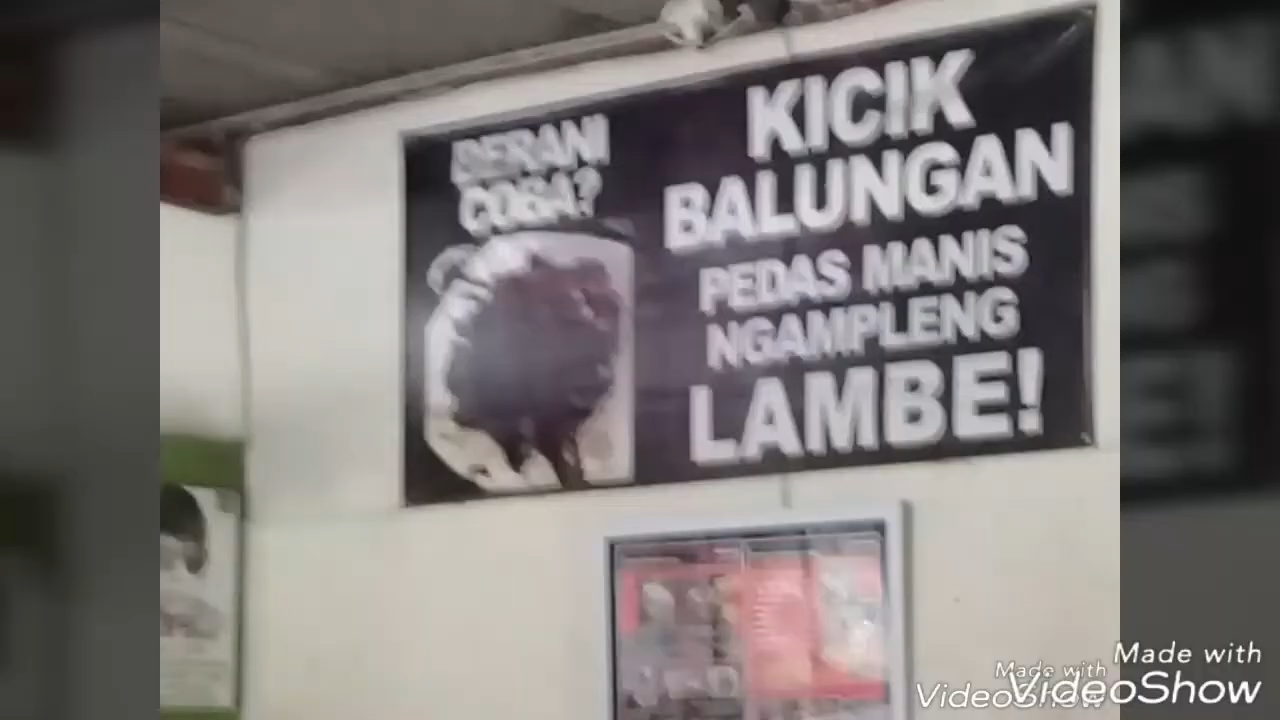 BERANI
COBA?
KICIK
BALUNGAN
PEDAS MANIS
NGAMPLENG
LAMBE!
Made with
VideoShow
Made with
VideoShow